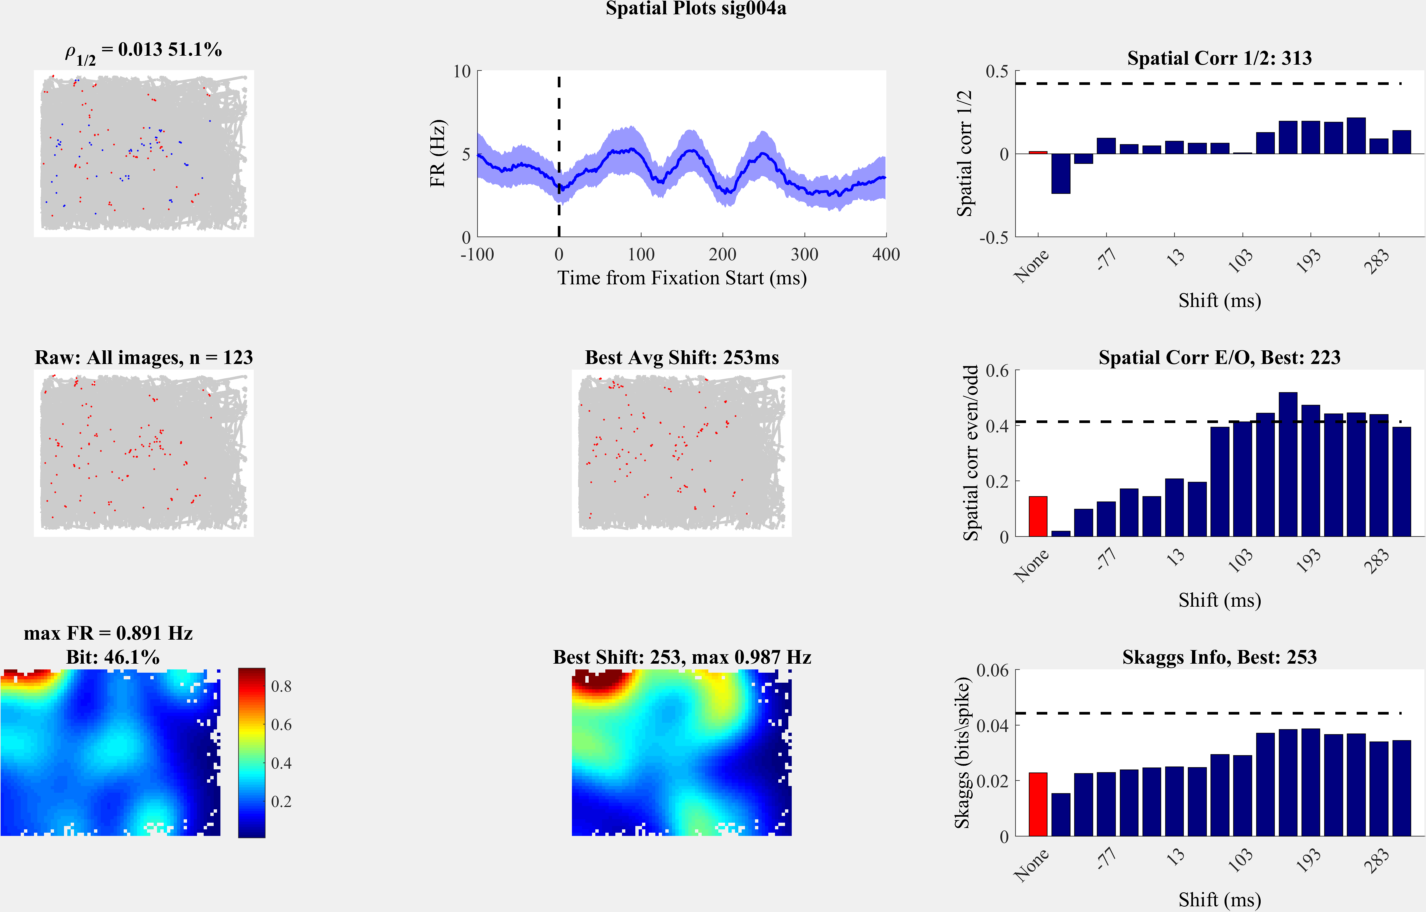 Spatial Plots sig004a
ρ1/2 = 0.013 51.1%
10
5
0
FR (Hz)
-100 0 100 200 300 400
Time from Fixation Start (ms)
Spatial Corr 1/2: 313
0.5
0
-0.5
Spatial corr 1/2
None -77 13 103 193 283
Shift (ms)
Raw: All images, n = 123
Best Avg Shift: 253ms
Spatial Corr E/O, Best: 223
0.6
0.4
0.2
0
Spatial corr even/odd
None -77 13 103 193 283
Shift (ms)
max FR = 0.891 Hz
Bit: 46.1%
0.8
0.6
0.4
0.2
Best Shift: 253, max 0.987 Hz
Skaggs Info, Best: 253
0.06
0.04
0.02
0
Skaggs (bits\spike)
None -77 13 103 193 283
Shift (ms)